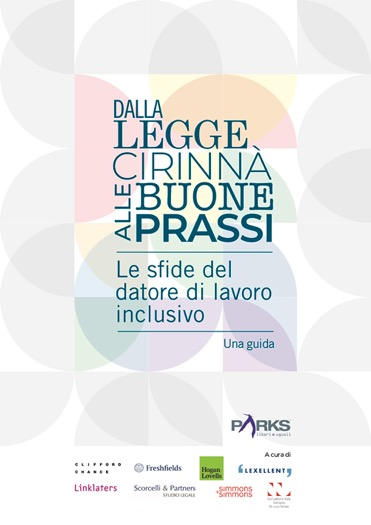 DALLA
LEGGE
CIRINNÀ
ALLE BUONE
PRASSI
Le sfide del
datore di lavoro
inclusivo
Una guida
PARKS
liberi e uguali
A cura di
CLIFFORD
CHANCE
Freshfields
Hogan
Lovells
LEXELLENT
Linklaters
Scorcelli & Partners
STUDIO LEGALE
simmons
simmons